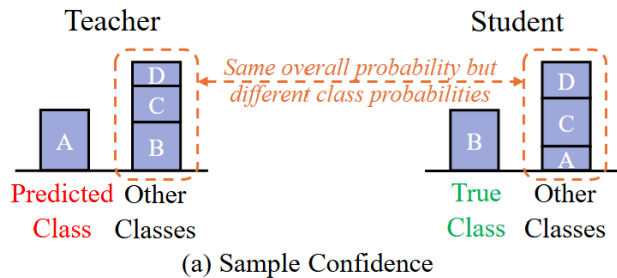 Teacher
Student
D
C
B
A
Same overall probability but
different class probabilities
D
C
A
B
Predicted
Class
Other
Classes
True
Class
Other
Classes
(a) Sample Confidence